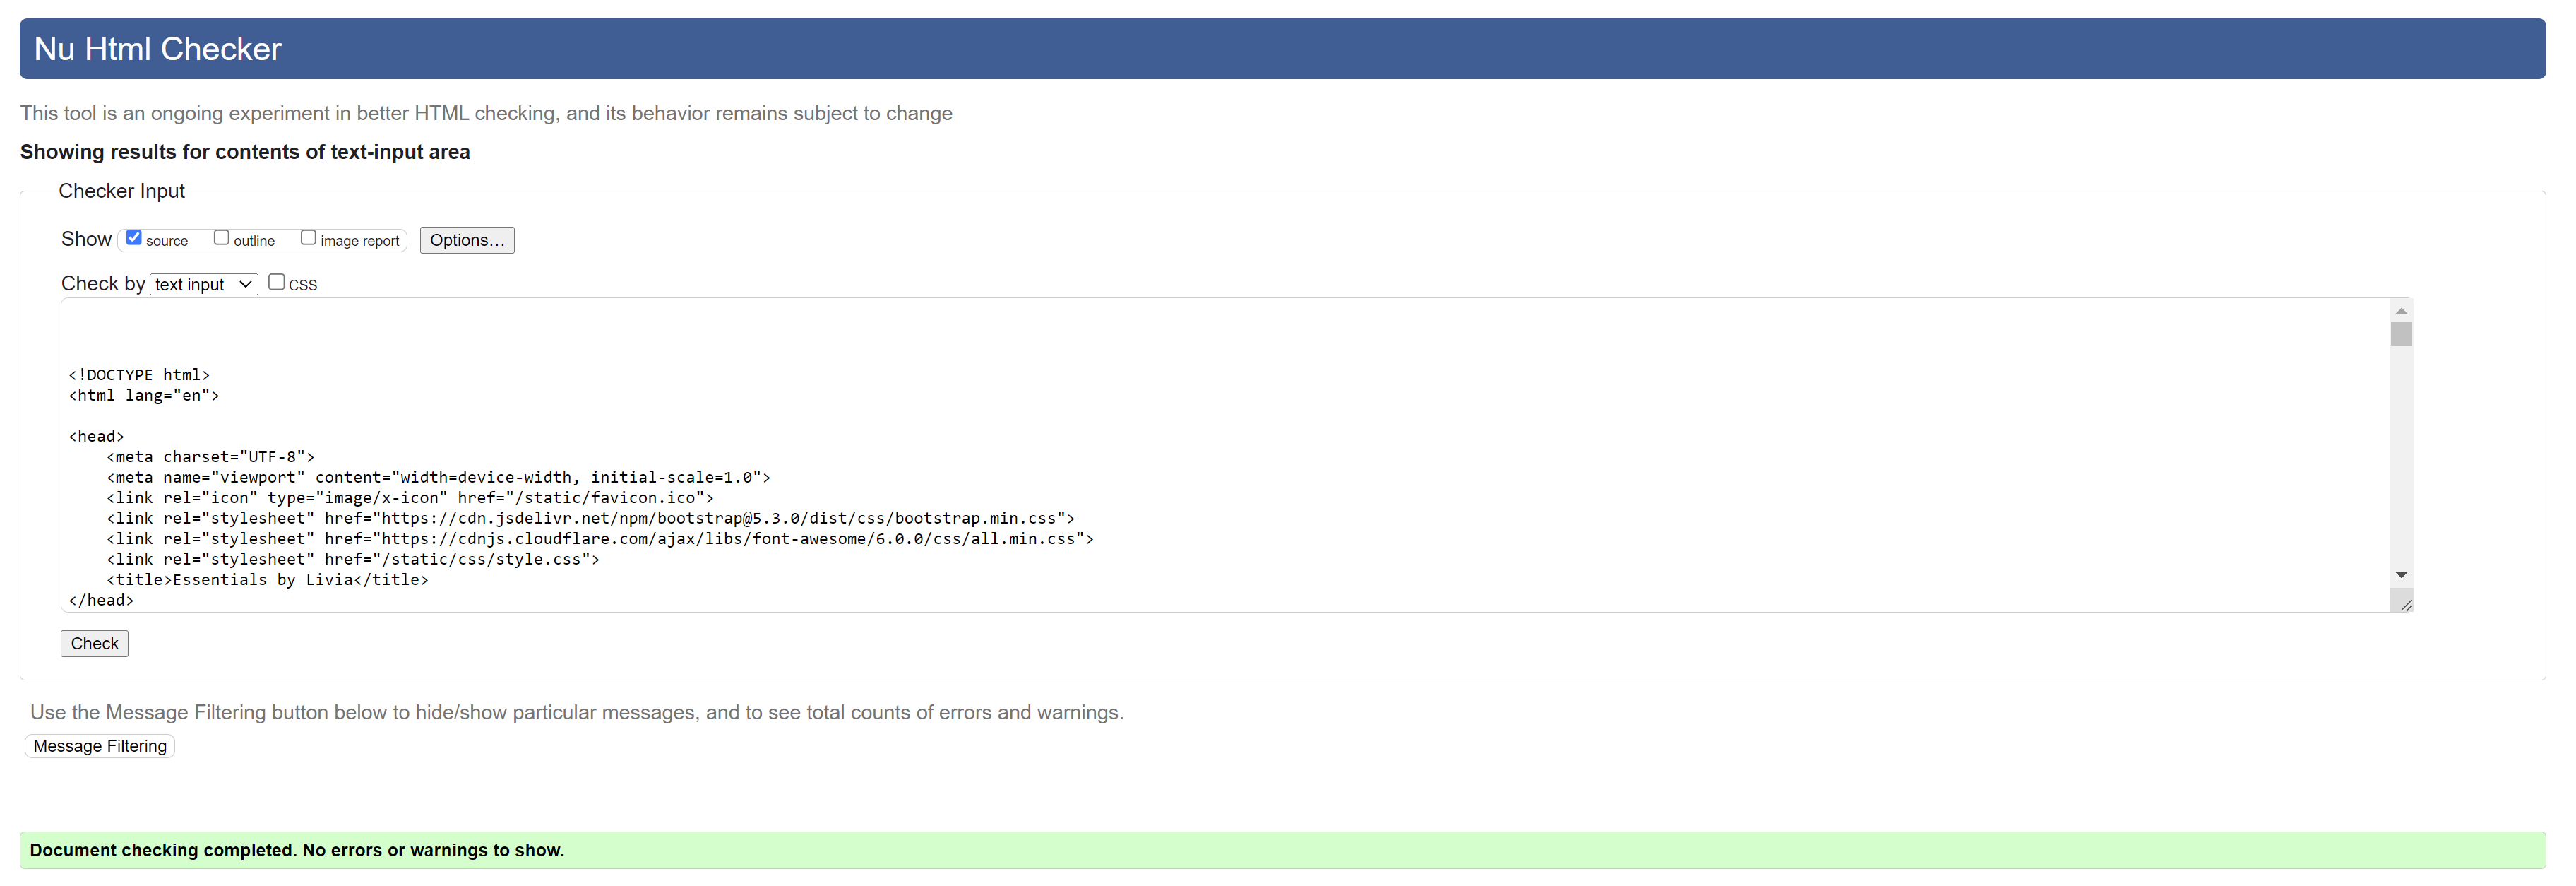 Nu Html Checker
This tool is an ongoing experiment in better HTML checking, and its behavior remains subject to change
Showing results for contents of text-input area
Checker Input
Show source outline image report Options...
Check by text input CSS
<!DOCTYPE html>
<html lang="en">
<head>
    <meta charset="UTF-8">
    <meta name="viewport" content="width=device-width, initial-scale=1.0">
    <link rel="icon" type="image/x-icon" href="/static/favicon.ico">
    <link rel="stylesheet" href="https://cdn.jsdelivr.net/npm/bootstrap@5.3.0/dist/css/bootstrap.min.css">
    <link rel="stylesheet" href="https://cdnjs.cloudflare.com/ajax/libs/font-awesome/6.0.0/css/all.min.css">
    <link rel="stylesheet" href="/static/css/style.css">
    <title>Essentials by Livia</title>
</head>
Check
Use the Message Filtering button below to hide/show particular messages, and to see total counts of errors and warnings.
Message Filtering
Document checking completed. No errors or warnings to show.